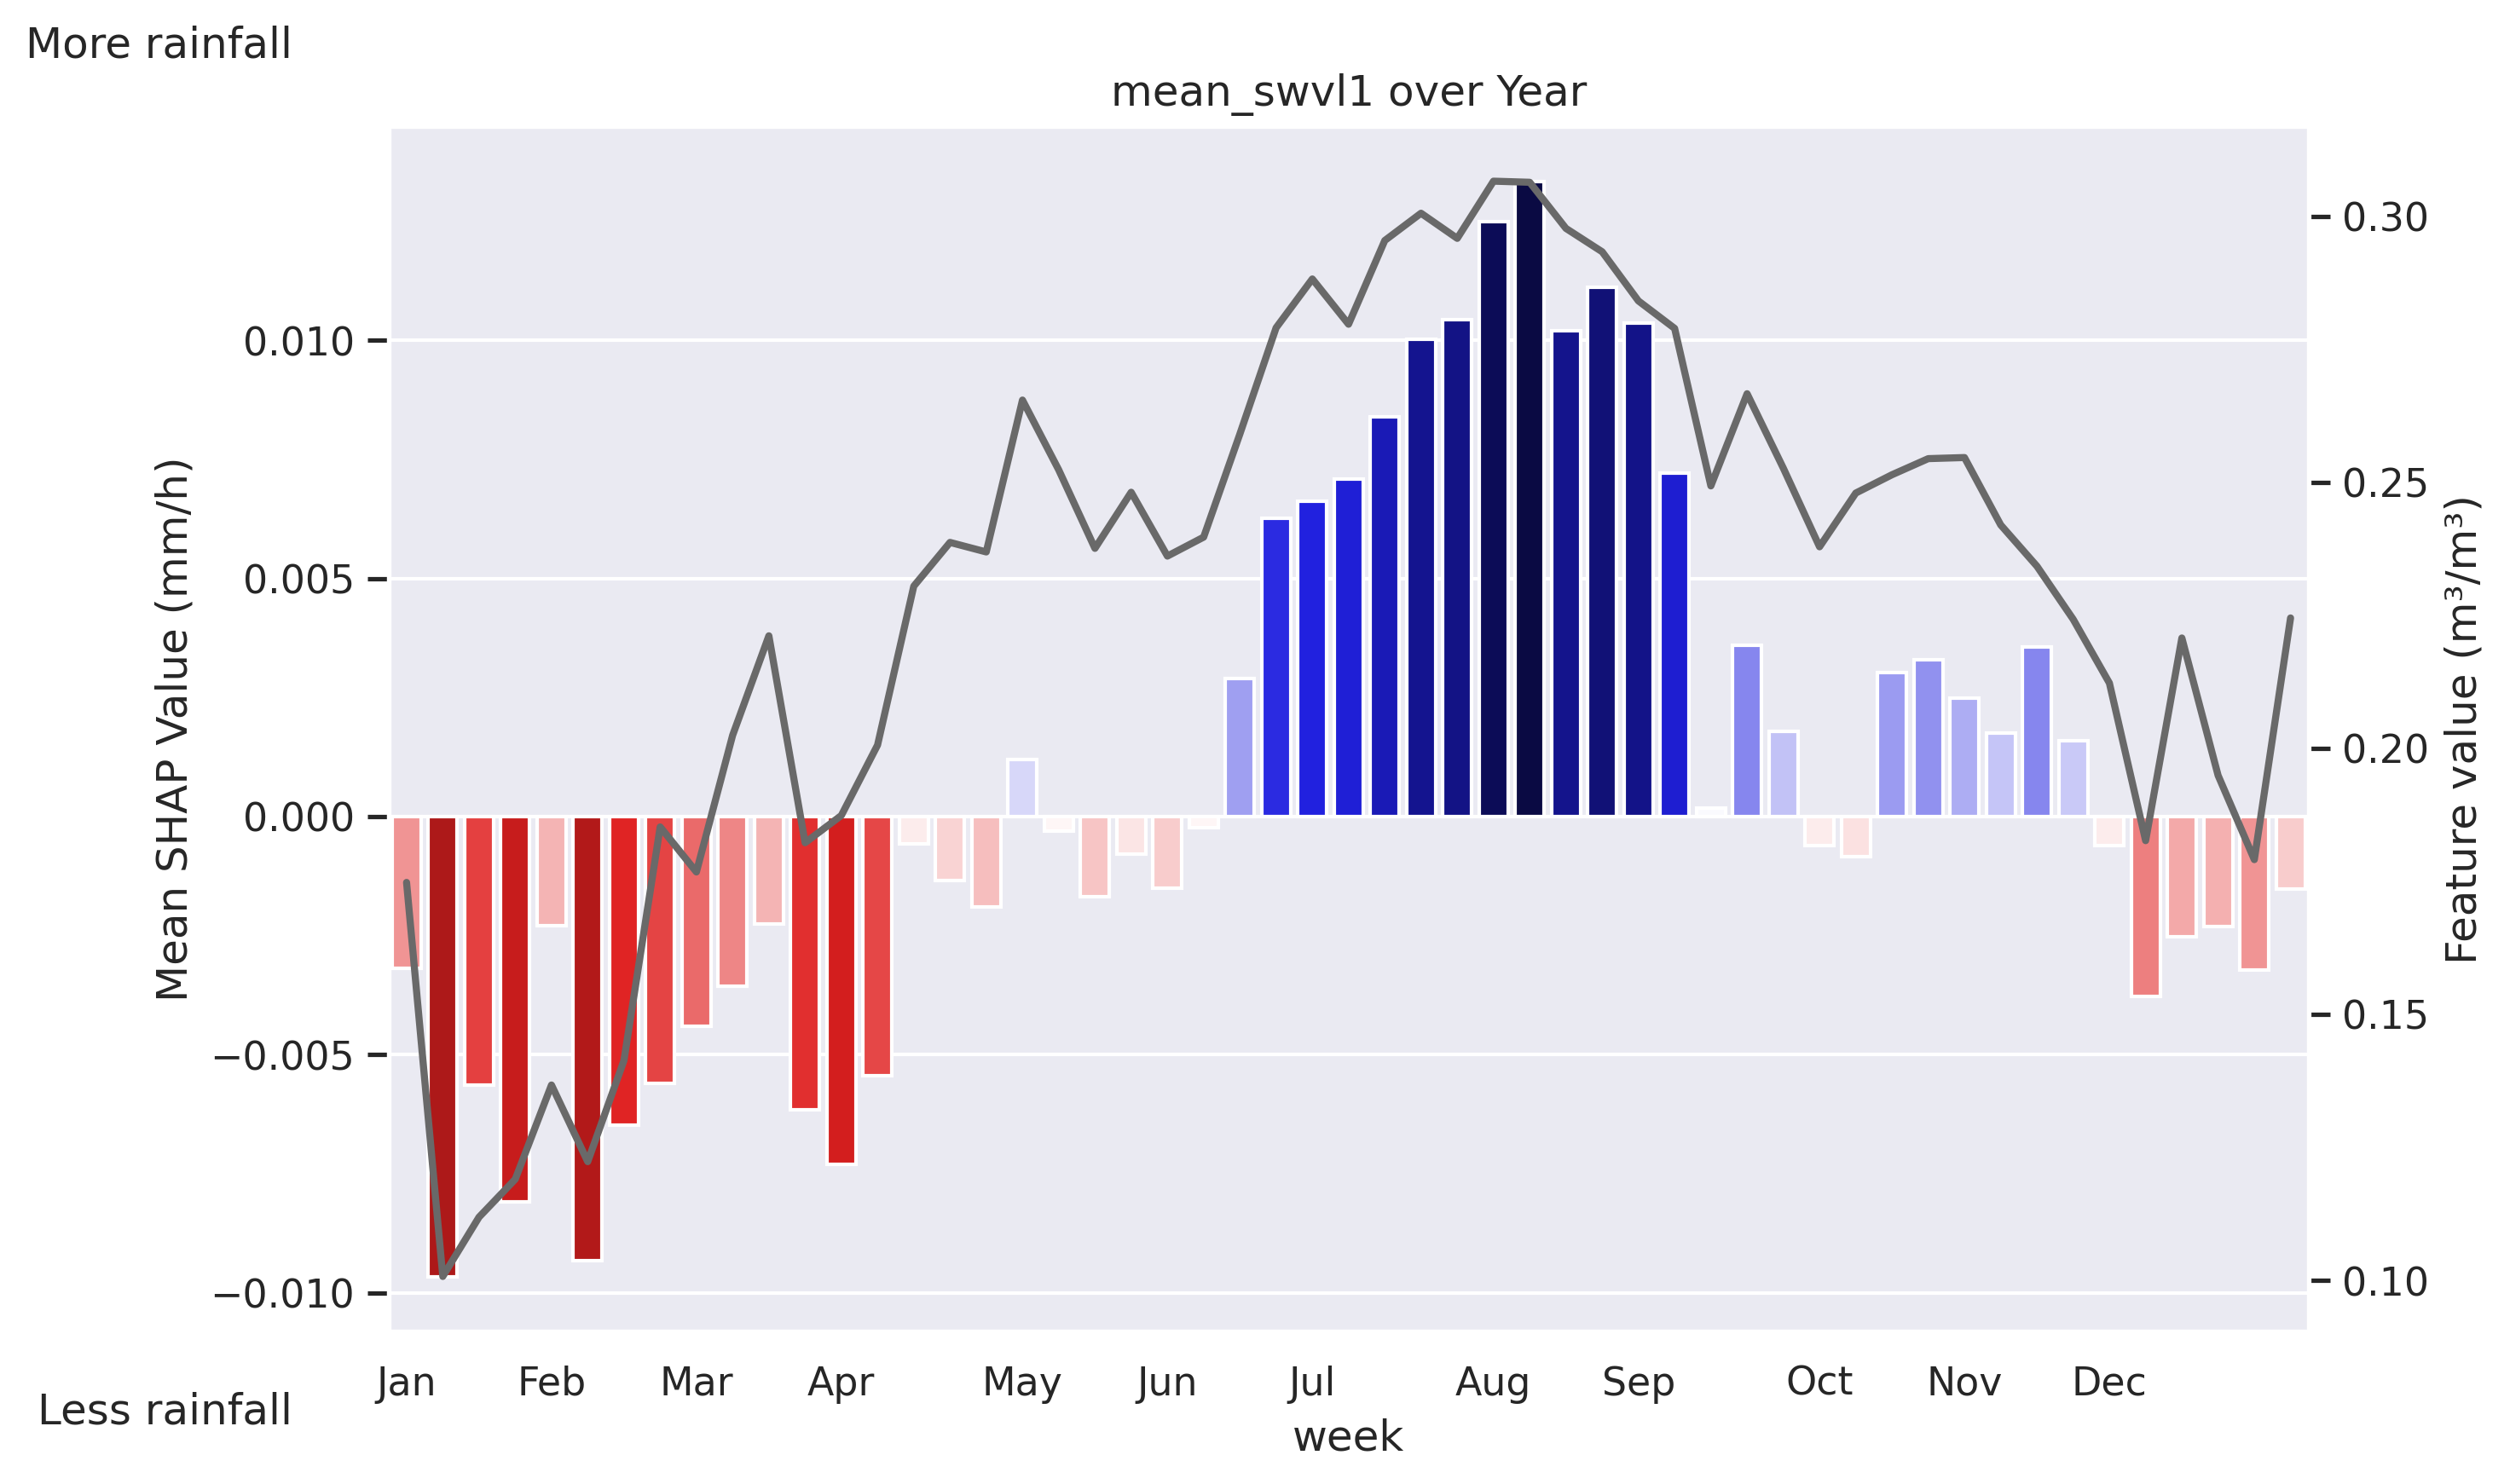 More rainfall
mean_swvl1 over Year
Mean SHAP Value (mm/h)
0.010
0.005
0.000
−0.005
−0.010
0.30
0.25
0.20
0.15
0.10
Feature value (m³/m³)
Jan Feb Mar Apr May Jun Jul Aug Sep Oct Nov Dec
Less rainfall
week